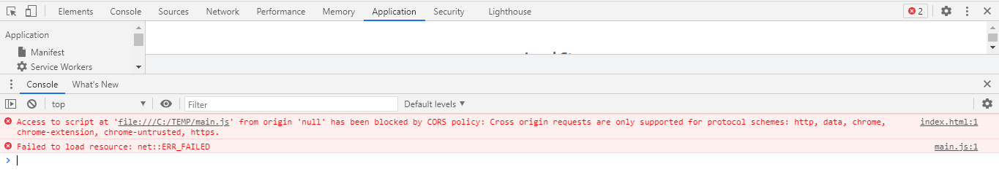 Elements Console Sources Network Performance Memory Application Security Lighthouse 2
Application
Manifest
Service Workers
Console What's New
top Filter Default levels ▼
Access to script at 'file:///C:/TEMP/main.js' from origin 'null' has been blocked by CORS policy: Cross origin requests are only supported for protocol schemes: http, data, chrome, index.html:1
chrome-extension, chrome-untrusted, https.
Failed to load resource: net::ERR_FAILED main.js:1